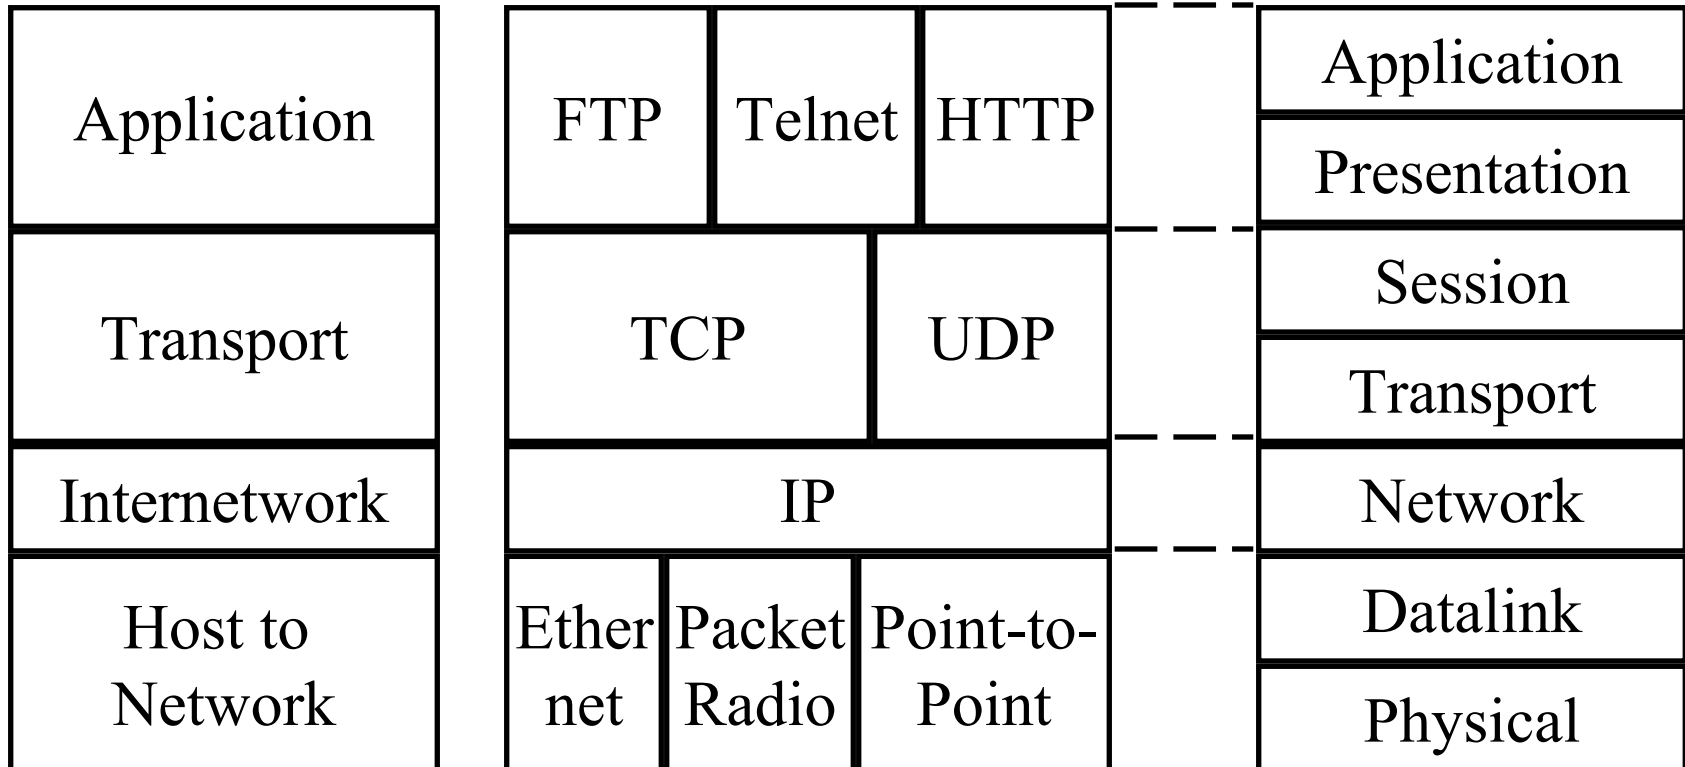 Application
Transport
Internetwork
Host to
Network
FTP Telnet HTTP
TCP UDP
IP
Ether Packet Point-to-
net Radio Point
Application
Presentation
Session
Transport
Network
Datalink
Physical